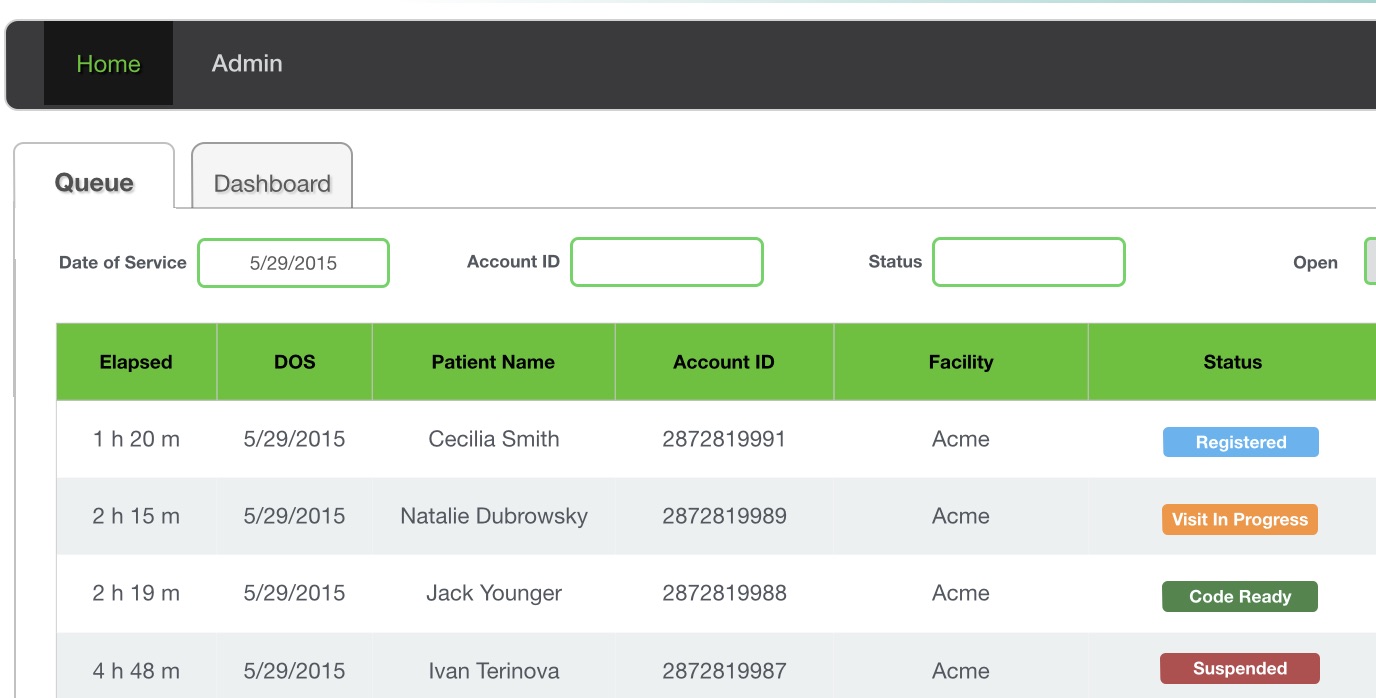 Home Admin
Queue Dashboard
Date of Service 5/29/2015 Account ID Status Open
Elapsed DOS Patient Name Account ID Facility Status
1 h 20 m 5/29/2015 Cecilia Smith 2872819991 Acme Registered
2 h 15 m 5/29/2015 Natalie Dubrowsky 2872819989 Acme Visit In Progress
2 h 19 m 5/29/2015 Jack Younger 2872819988 Acme Code Ready
4 h 48 m 5/29/2015 Ivan Terinova 2872819987 Acme Suspended